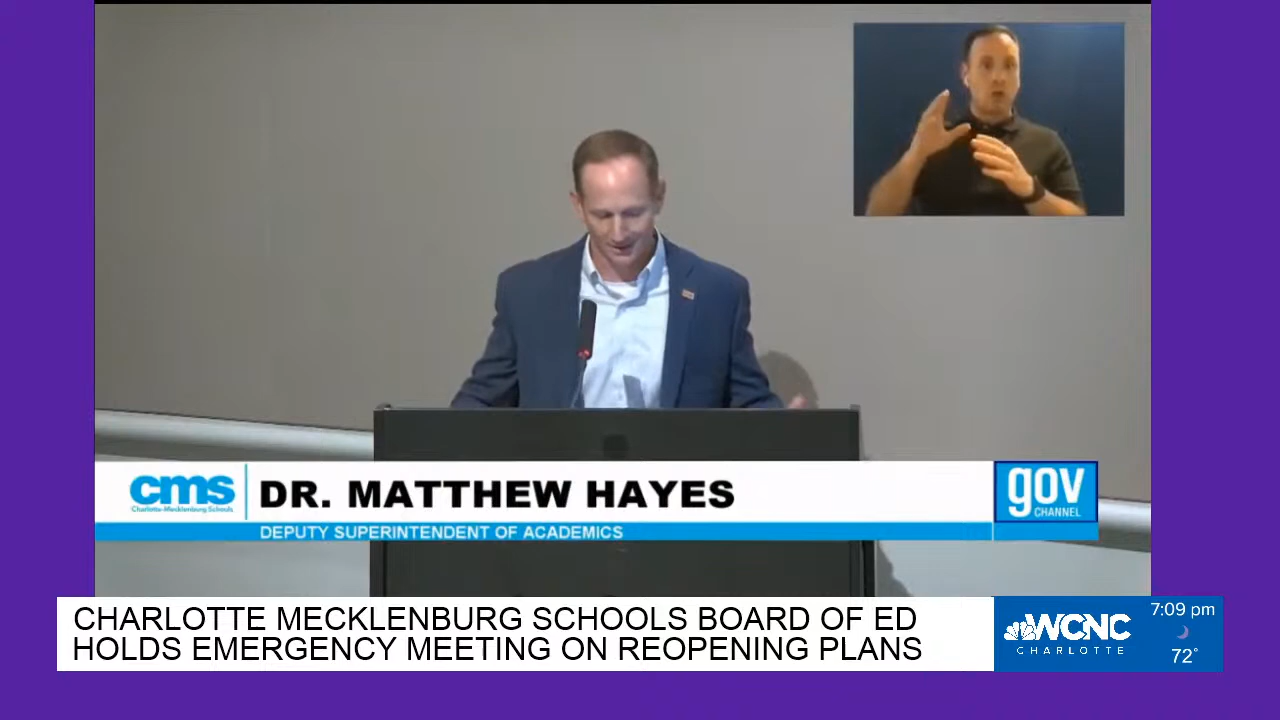 cms
Charlotte-Mecklenburg Schools
DR. MATTHEW HAYES
DEPUTY SUPERINTENDENT OF ACADEMICS
gov
CHANNEL
CHARLOTTE MECKLENBURG SCHOOLS BOARD OF ED
HOLDS EMERGENCY MEETING ON REOPENING PLANS
WCNC
CHARLOTTE
7:09 pm
72°